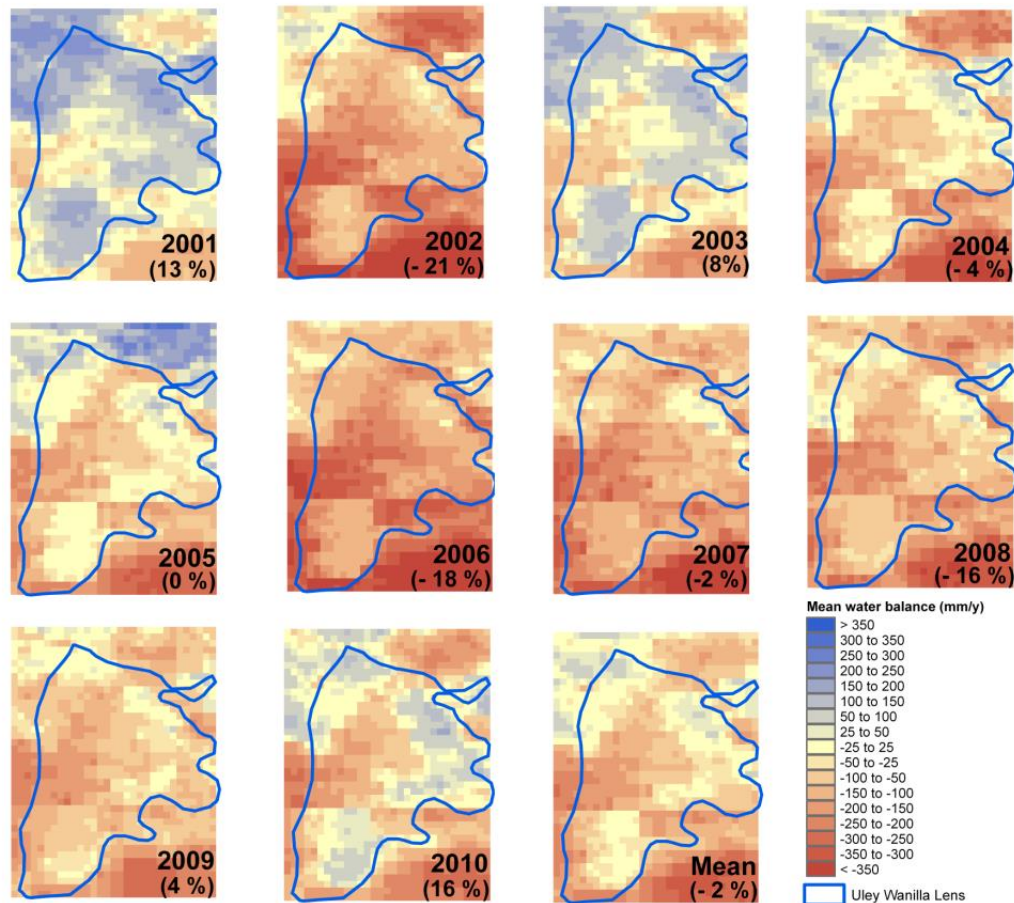 2001
(13 %)
2002
(- 21 %)
2003
(8%)
2004
(- 4 %)
2005
(0 %)
2006
(- 18 %)
2007
(-2 %)
2008
(- 16 %)
Mean water balance (mm/y)
> 350
300 to 350
250 to 300
200 to 250
150 to 200
100 to 150
50 to 100
25 to 50
-25 to 25
-50 to -25
-100 to -50
-150 to -100
-200 to -150
-250 to -200
-300 to -250
-350 to -300
< -350
Uley Wanilla Lens
2009
(4 %)
2010
(16 %)
Mean
(- 2 %)